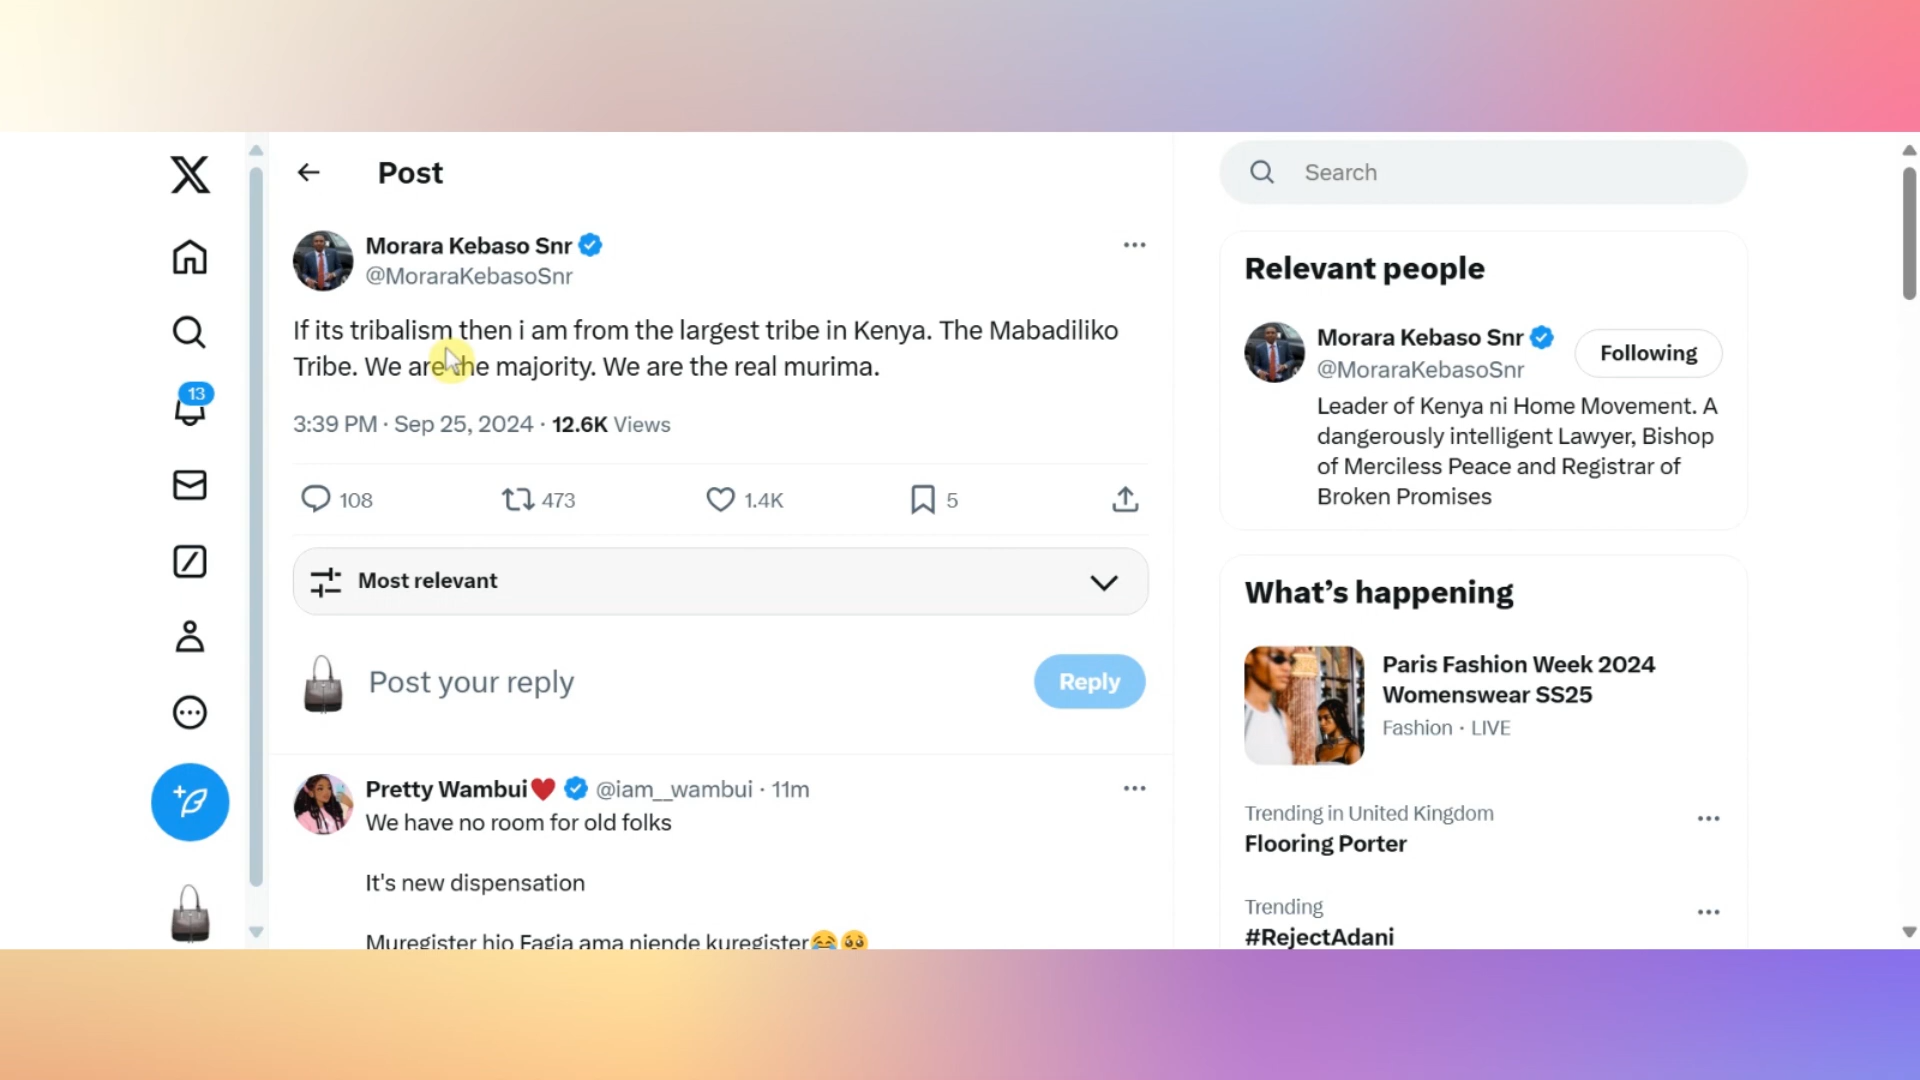 Post
Search
Morara Kebaso Snr
@MoraraKebasoSnr
If its tribalism then i am from the largest tribe in Kenya. The Mabadiliko
Tribe. We are the majority. We are the real murima.
3:39 PM · Sep 25, 2024 · 12.6K Views
108
473
1.4K
5
Most relevant
Post your reply
Reply
Pretty Wambui❤️ @iam__wambui · 11m
We have no room for old folks
It's new dispensation
Muregister hio Fagia ama niende kuregister😂🥹
13
Relevant people
Morara Kebaso Snr
@MoraraKebasoSnr
Following
Leader of Kenya ni Home Movement. A
dangerously intelligent Lawyer, Bishop
of Merciless Peace and Registrar of
Broken Promises
What's happening
Paris Fashion Week 2024
Womenswear SS25
Fashion · LIVE
Trending in United Kingdom
Flooring Porter
Trending
#RejectAdani